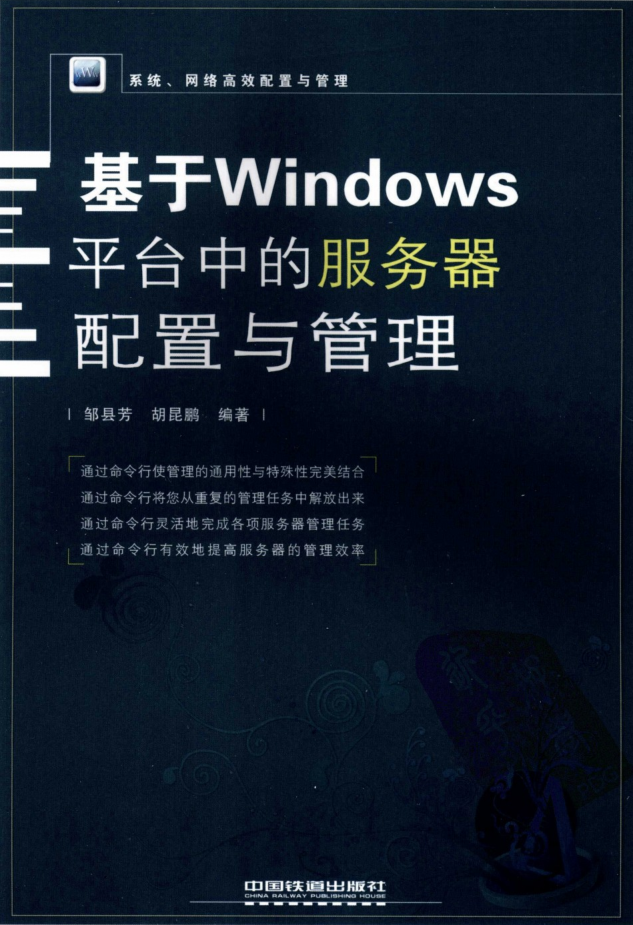 系统、网络高效配置与管理
基于Windows
平台中的服务器
配置与管理
邹县芳 胡昆鹏 编著
通过命令行使管理的通用性与特殊性完美结合
通过命令行将您从重复的管理任务中解放出来
通过命令行灵活地完成各项服务器管理任务
通过命令行有效地提高服务器的管理效率
中国铁道出版社
CHINA RAILWAY PUBLISHING HOUSE